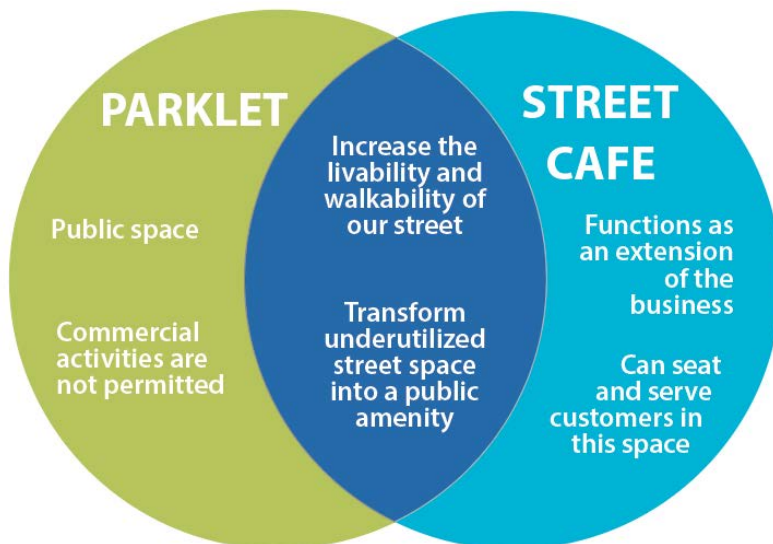 PARKLET
Public space
Commercial
activities are
not permitted
Increase the
livability and
walkability of
our street
Transform
underutilized
street space
into a public
amenity
STREET
CAFE
Functions as
an extension
of the
business
Can seat
and serve
customers in
this space